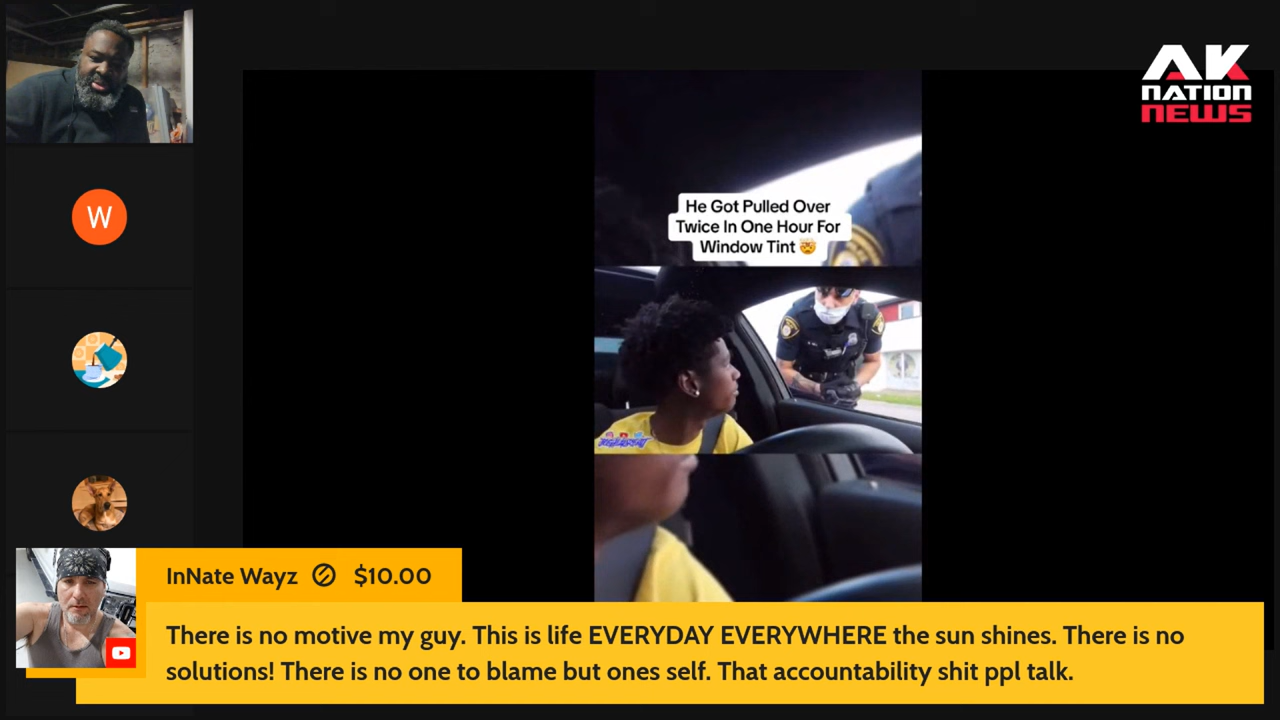 AK
NATION
NEWS
W
He Got Pulled Over
Twice In One Hour For
Window Tint 🤯
InNate Wayz $10.00
There is no motive my guy. This is life EVERYDAY EVERYWHERE the sun shines. There is no
solutions! There is no one to blame but ones self. That accountability shit ppl talk.